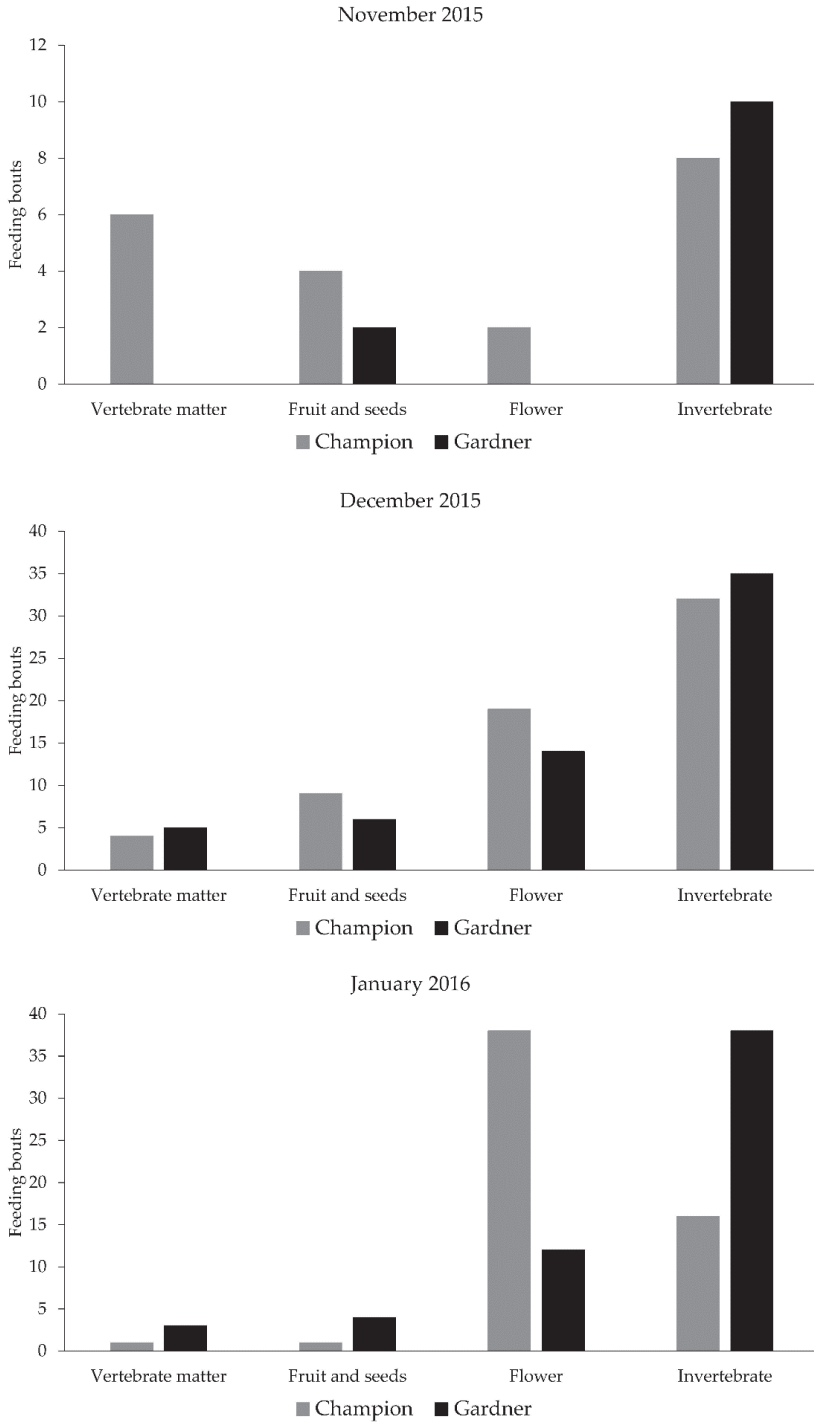 November 2015
12
10
8
6
4
2
0
Feeding bouts
Vertebrate matter Fruit and seeds Flower Invertebrate
Champion Gardner
December 2015
40
35
30
25
20
15
10
5
0
Feeding bouts
Vertebrate matter Fruit and seeds Flower Invertebrate
Champion Gardner
January 2016
40
35
30
25
20
15
10
5
0
Feeding bouts
Vertebrate matter Fruit and seeds Flower Invertebrate
Champion Gardner